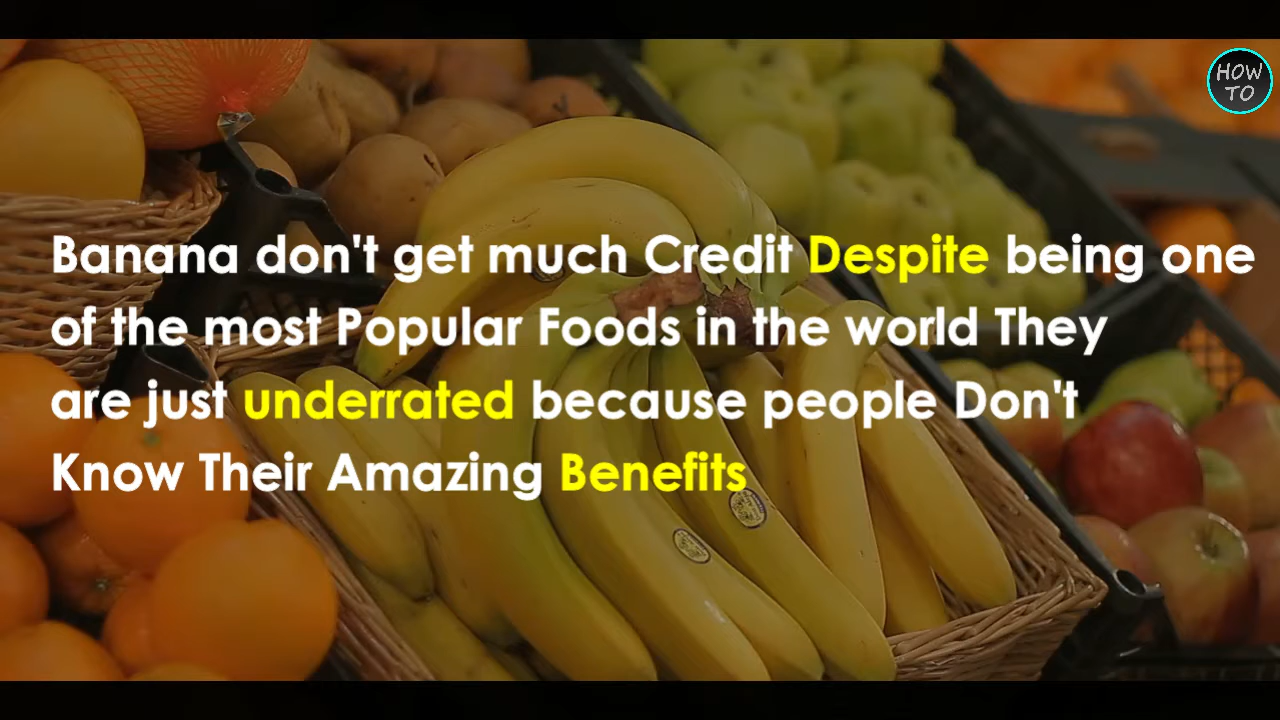 HOW
TO
Banana don't get much Credit Despite being one
of the most Popular Foods in the world They
are just underrated because people Don't
Know Their Amazing Benefits